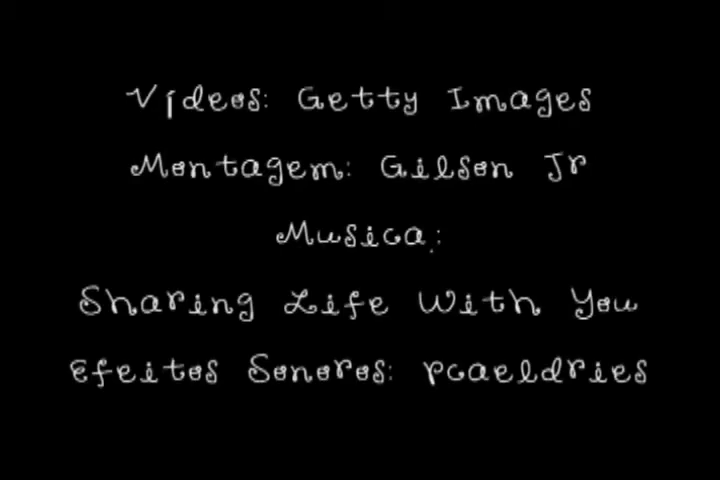 Vídeos: Getty Images
Montagem: Gilson Jr
Musica:
Sharing Life With You
Efeitos Sonoros: pcaeldries